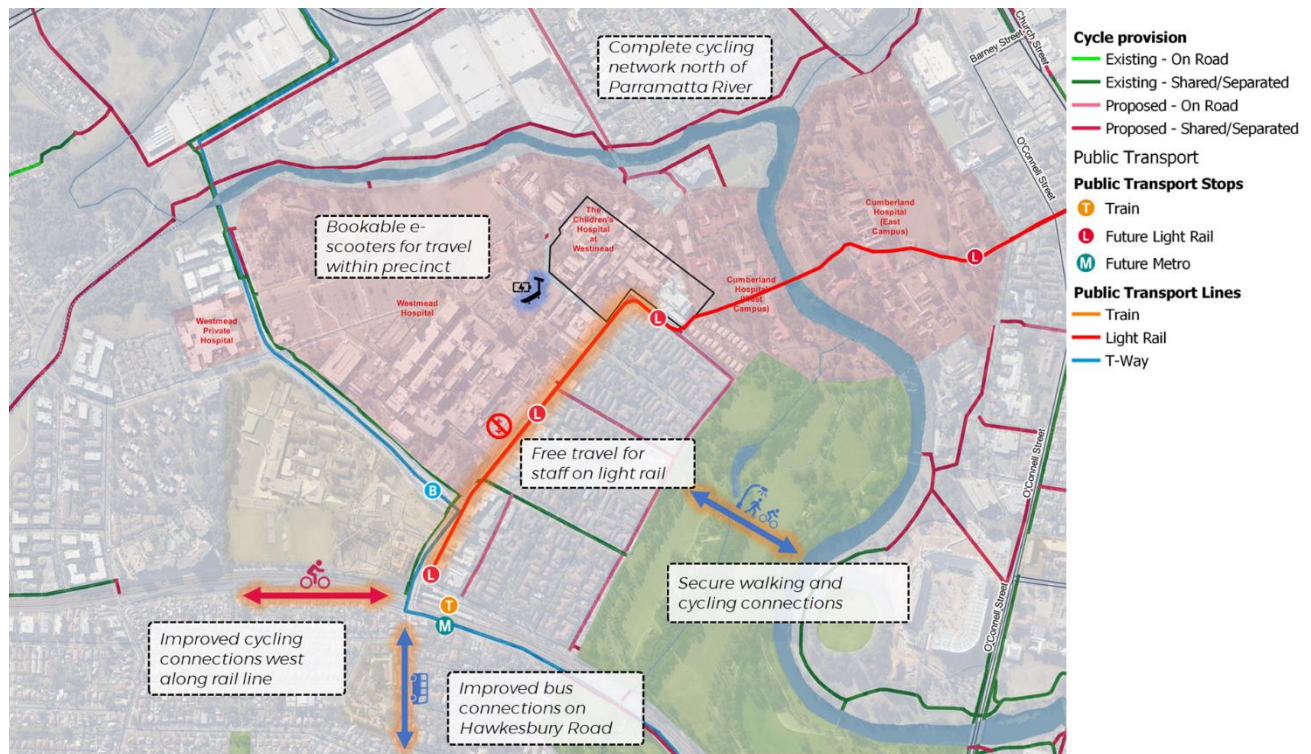 Complete cycling
network north of
Parramatta River
Barney Street
Church Street
O'Connell Street
Bookable e-
scooters for travel
within precinct
The
Children's
Hospital
at
Westmead
Cumberland
Hospital
(East
Campus)
Westmead
Private
Hospital
Westmead
Hospital
Cumberland
Hospital
(West
Campus)
L
L
L
Free travel for
staff on light rail
B
L
T
M
Secure walking and
cycling connections
O'Connell Street
O'Connell Street
Improved cycling
connections west
along rail line
Improved bus
connections on
Hawkesbury Road
Cycle provision
Existing - On Road
Existing - Shared/Separated
Proposed - On Road
Proposed - Shared/Separated
Public Transport
Public Transport Stops
T Train
L Future Light Rail
M Future Metro
Public Transport Lines
Train
Light Rail
T-Way